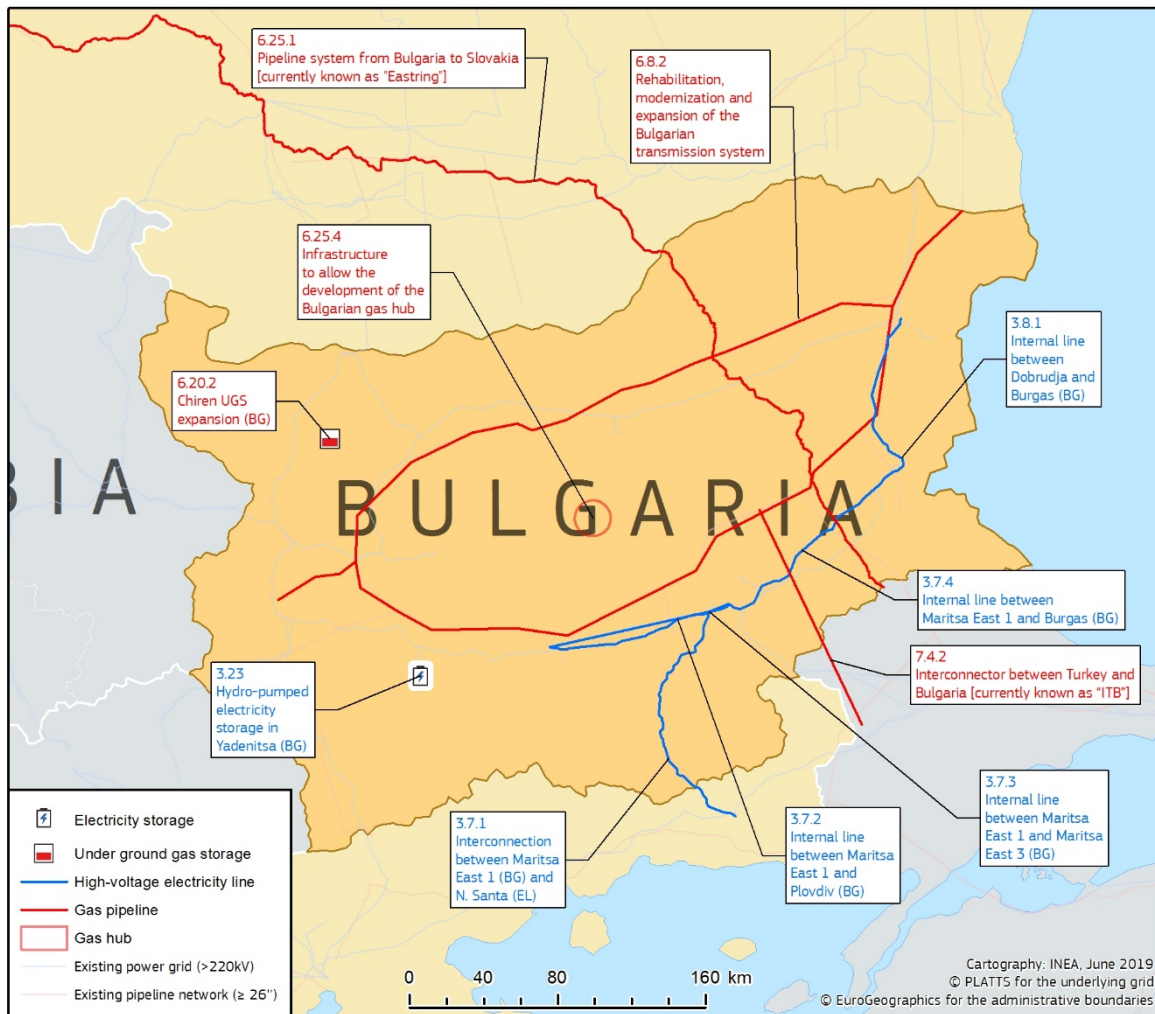 6.25.1
Pipeline system from Bulgaria to Slovakia
[currently known as "Eastring"]
6.8.2
Rehabilitation,
modernization and
expansion of the
Bulgarian
transmission system
6.25.4
Infrastructure
to allow the
development of the
Bulgarian gas hub
3.8.1
Internal line
between
Dobrudja and
Burgas (BG)
6.20.2
Chiren UGS
expansion (BG)
BIA
BULGARIA
3.7.4
Internal line between
Maritsa East 1 and Burgas (BG)
7.4.2
Interconnector between Turkey and
Bulgaria [currently known as "ITB"]
3.23
Hydro-pumped
electricity
storage in
Yadenitsa (BG)
3.7.1
Interconnection
between Maritsa
East 1 (BG) and
N. Santa (EL)
3.7.2
Internal line
between Maritsa
East 1 and
Plovdiv (BG)
3.7.3
Internal line
between Maritsa
East 1 and Maritsa
East 3 (BG)
Electricity storage
Under ground gas storage
High-voltage electricity line
Gas pipeline
Gas hub
Existing power grid (>220kV)
Existing pipeline network (≥ 26")
0 40 80 160 km
Cartography: INEA, June 2019
© PLATTS for the underlying grid
© EuroGeographics for the administrative boundaries